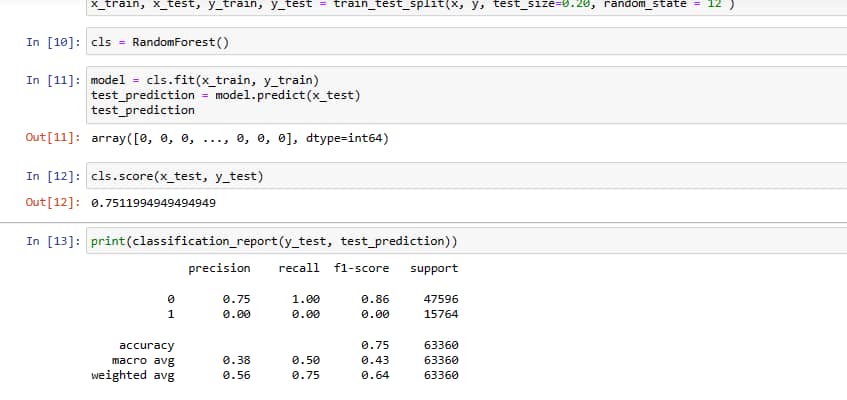 x_train, x_test, y_train, y_test = train_test_split(x, y, test_size=0.20, random_state = 12 )
In [10]: cls = RandomForest()
In [11]: model = cls.fit(x_train, y_train)
test_prediction = model.predict(x_test)
test_prediction
Out[11]: array([0, 0, 0, ..., 0, 0, 0], dtype=int64)
In [12]: cls.score(x_test, y_test)
Out[12]: 0.7511994949494949
In [13]: print(classification_report(y_test, test_prediction))
precision recall f1-score support
0 0.75 1.00 0.86 47596
1 0.00 0.00 0.00 15764
accuracy 0.75 63360
macro avg 0.38 0.50 0.43 63360
weighted avg 0.56 0.75 0.64 63360